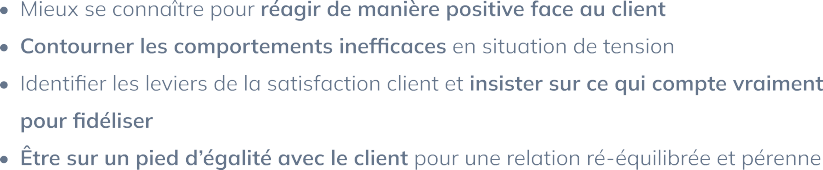 • Mieux se connaître pour réagir de manière positive face au client
• Contourner les comportements inefficaces en situation de tension
• Identifier les leviers de la satisfaction client et insister sur ce qui compte vraiment
pour fidéliser
• Être sur un pied d’égalité avec le client pour une relation ré-équilibrée et pérenne